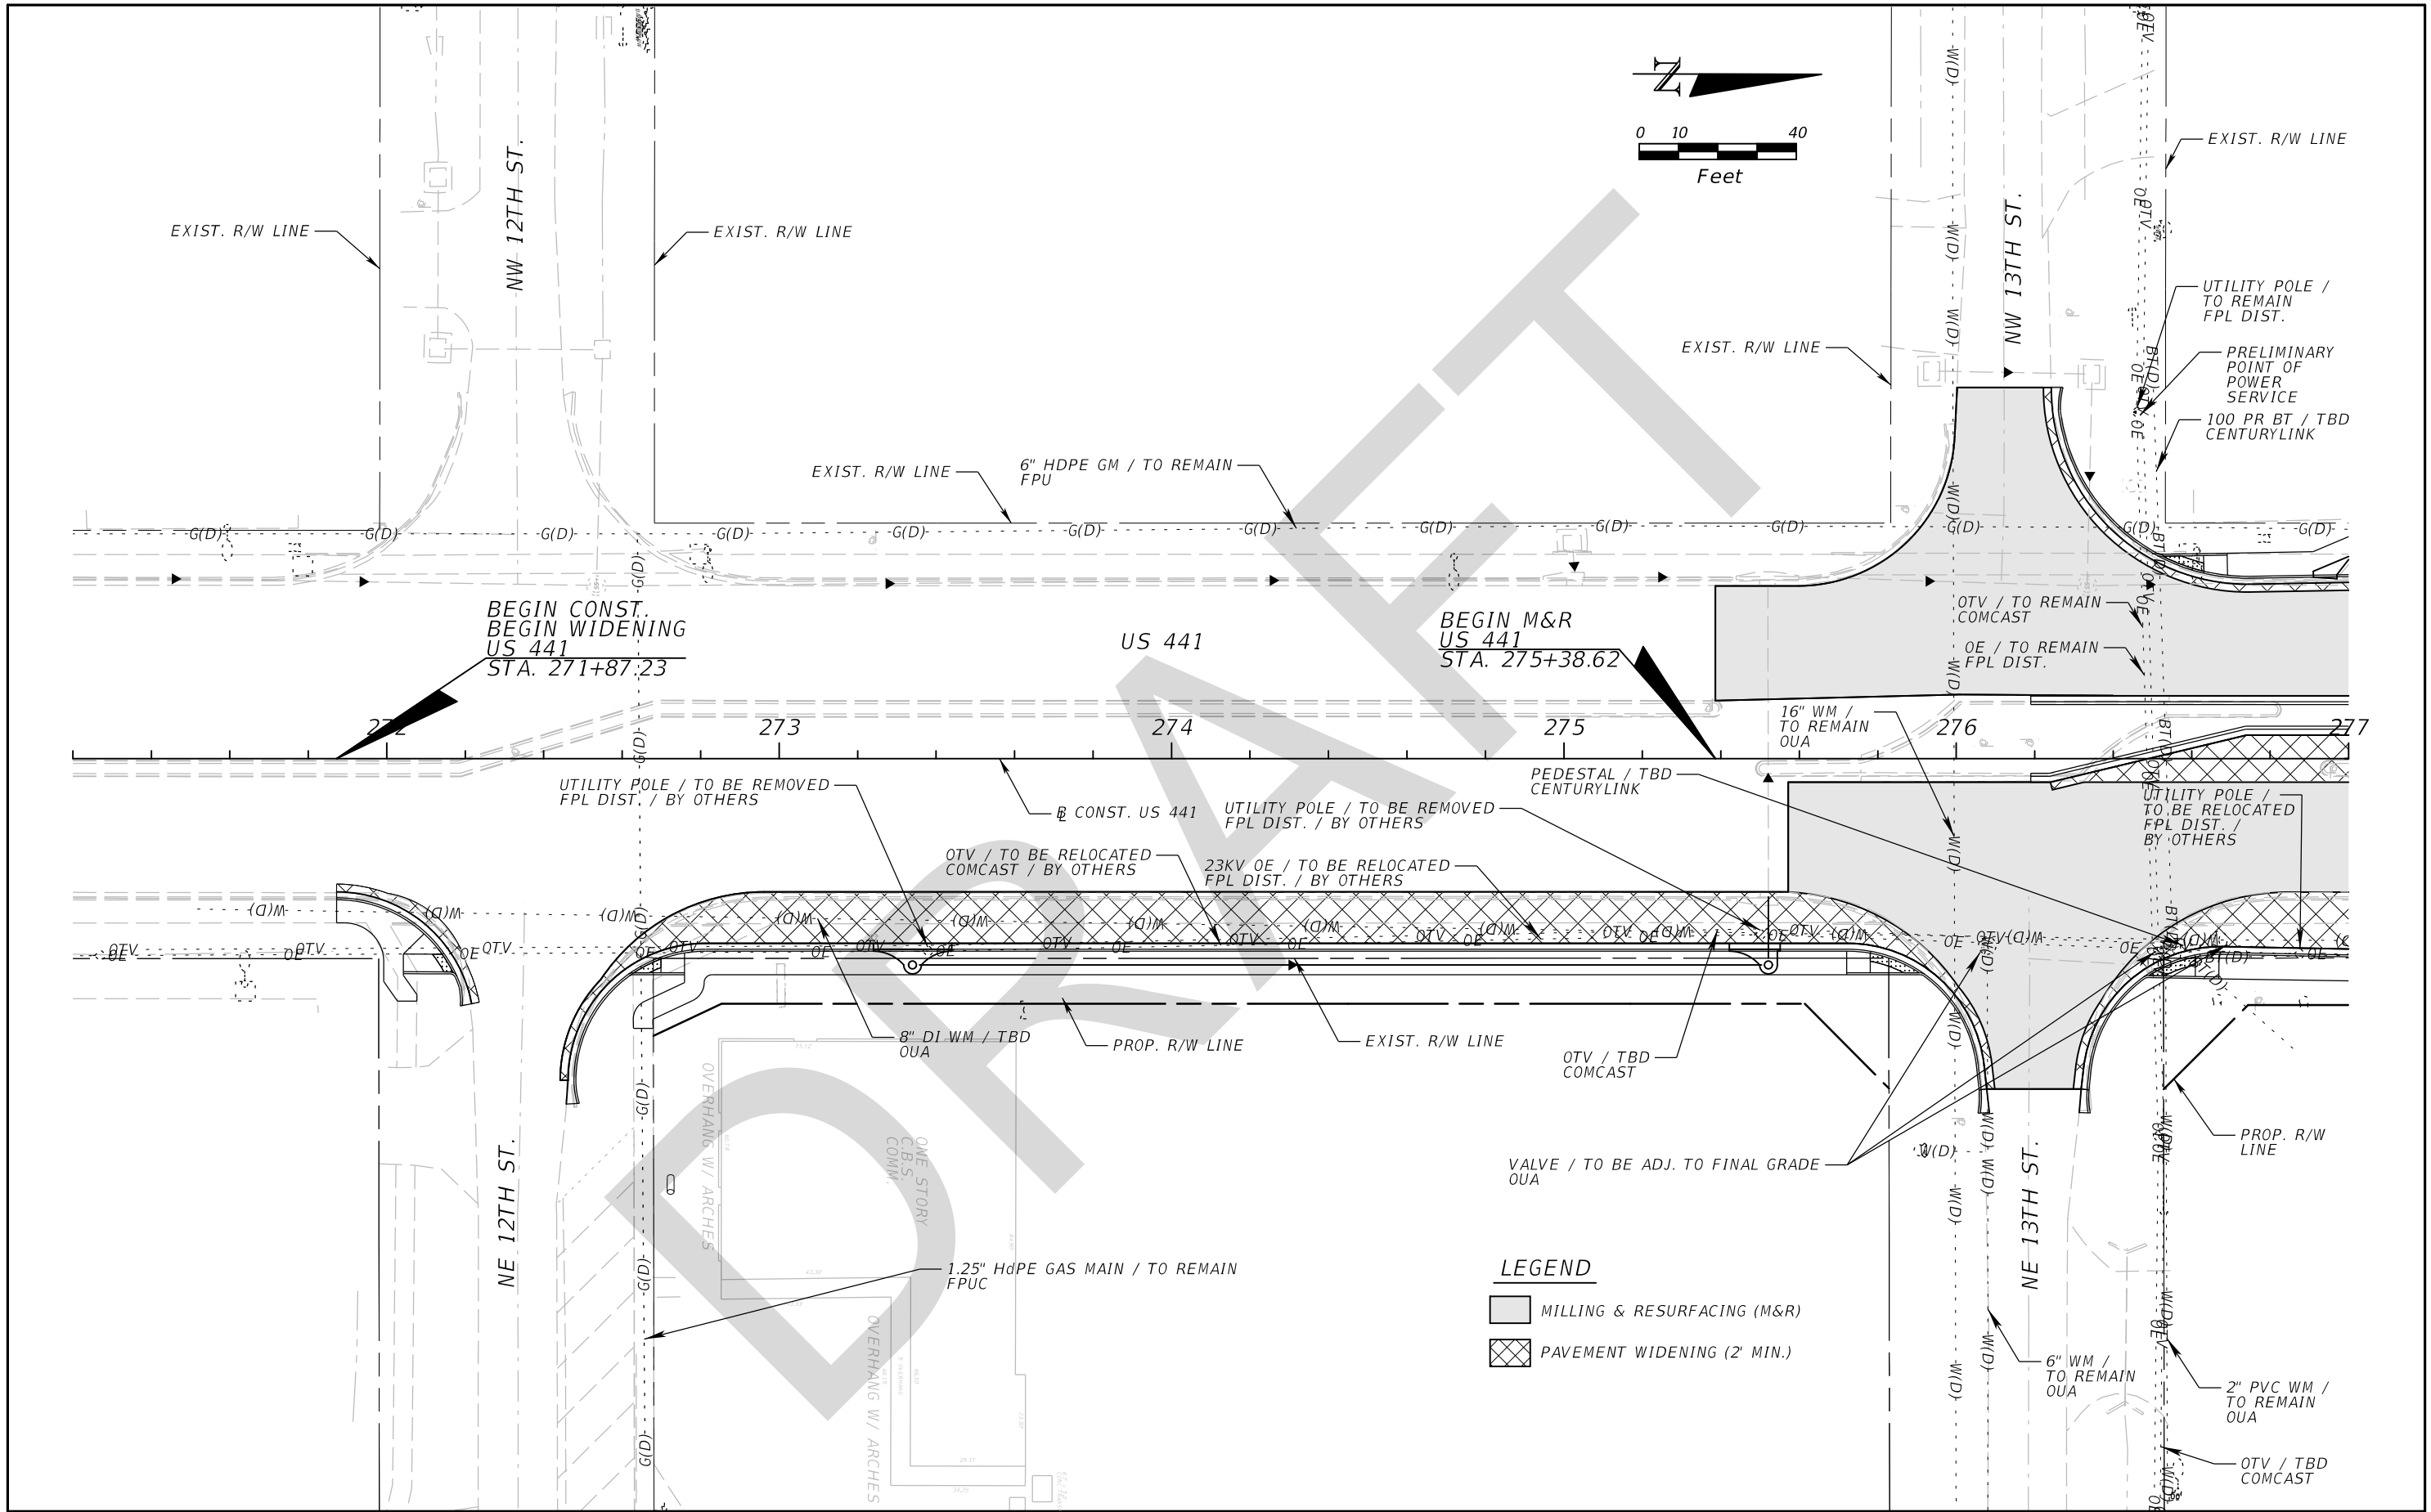 NW 12TH ST.
EXIST. R/W LINE
EXIST. R/W LINE
N
0 10 40
Feet
NW 13TH ST.
EXIST. R/W LINE
UTILITY POLE /
TO REMAIN
FPL DIST.
EXIST. R/W LINE
PRELIMINARY
POINT OF
POWER
SERVICE
100 PR BT / TBD
CENTURYLINK
EXIST. R/W LINE
6" HDPE GM / TO REMAIN
FPU
G(D) G(D) G(D) G(D) G(D) G(D) G(D) G(D) G(D) G(D) G(D) G(D) G(D)
BEGIN CONST.
BEGIN WIDENING
US 441
STA. 271+87.23
US 441
BEGIN M&R
US 441
STA. 275+38.62
OTV / TO REMAIN
COMCAST
OE / TO REMAIN
FPL DIST.
16" WM /
TO REMAIN
OUA
272 273 274 275 276 277
UTILITY POLE / TO BE REMOVED
FPL DIST. / BY OTHERS
B CONST. US 441
PEDESTAL / TBD
CENTURYLINK
UTILITY POLE / TO BE REMOVED
FPL DIST. / BY OTHERS
UTILITY POLE /
TO BE RELOCATED
FPL DIST. /
BY OTHERS
OTV / TO BE RELOCATED
COMCAST / BY OTHERS
23KV OE / TO BE RELOCATED
FPL DIST. / BY OTHERS
8" DI WM / TBD
OUA
PROP. R/W LINE
EXIST. R/W LINE
OTV / TBD
COMCAST
OVERHANG W/ ARCHES
ONE STORY
C.B.S.
COMM.
NE 12TH ST.
VALVE / TO BE ADJ. TO FINAL GRADE
OUA
PROP. R/W
LINE
NE 13TH ST.
1.25" HdPE GAS MAIN / TO REMAIN
FPUC
OVERHANG W/ ARCHES
LEGEND
MILLING & RESURFACING (M&R)
PAVEMENT WIDENING (2' MIN.)
6" WM /
TO REMAIN
OUA
2" PVC WM /
TO REMAIN
OUA
OTV / TBD
COMCAST
DRAFT